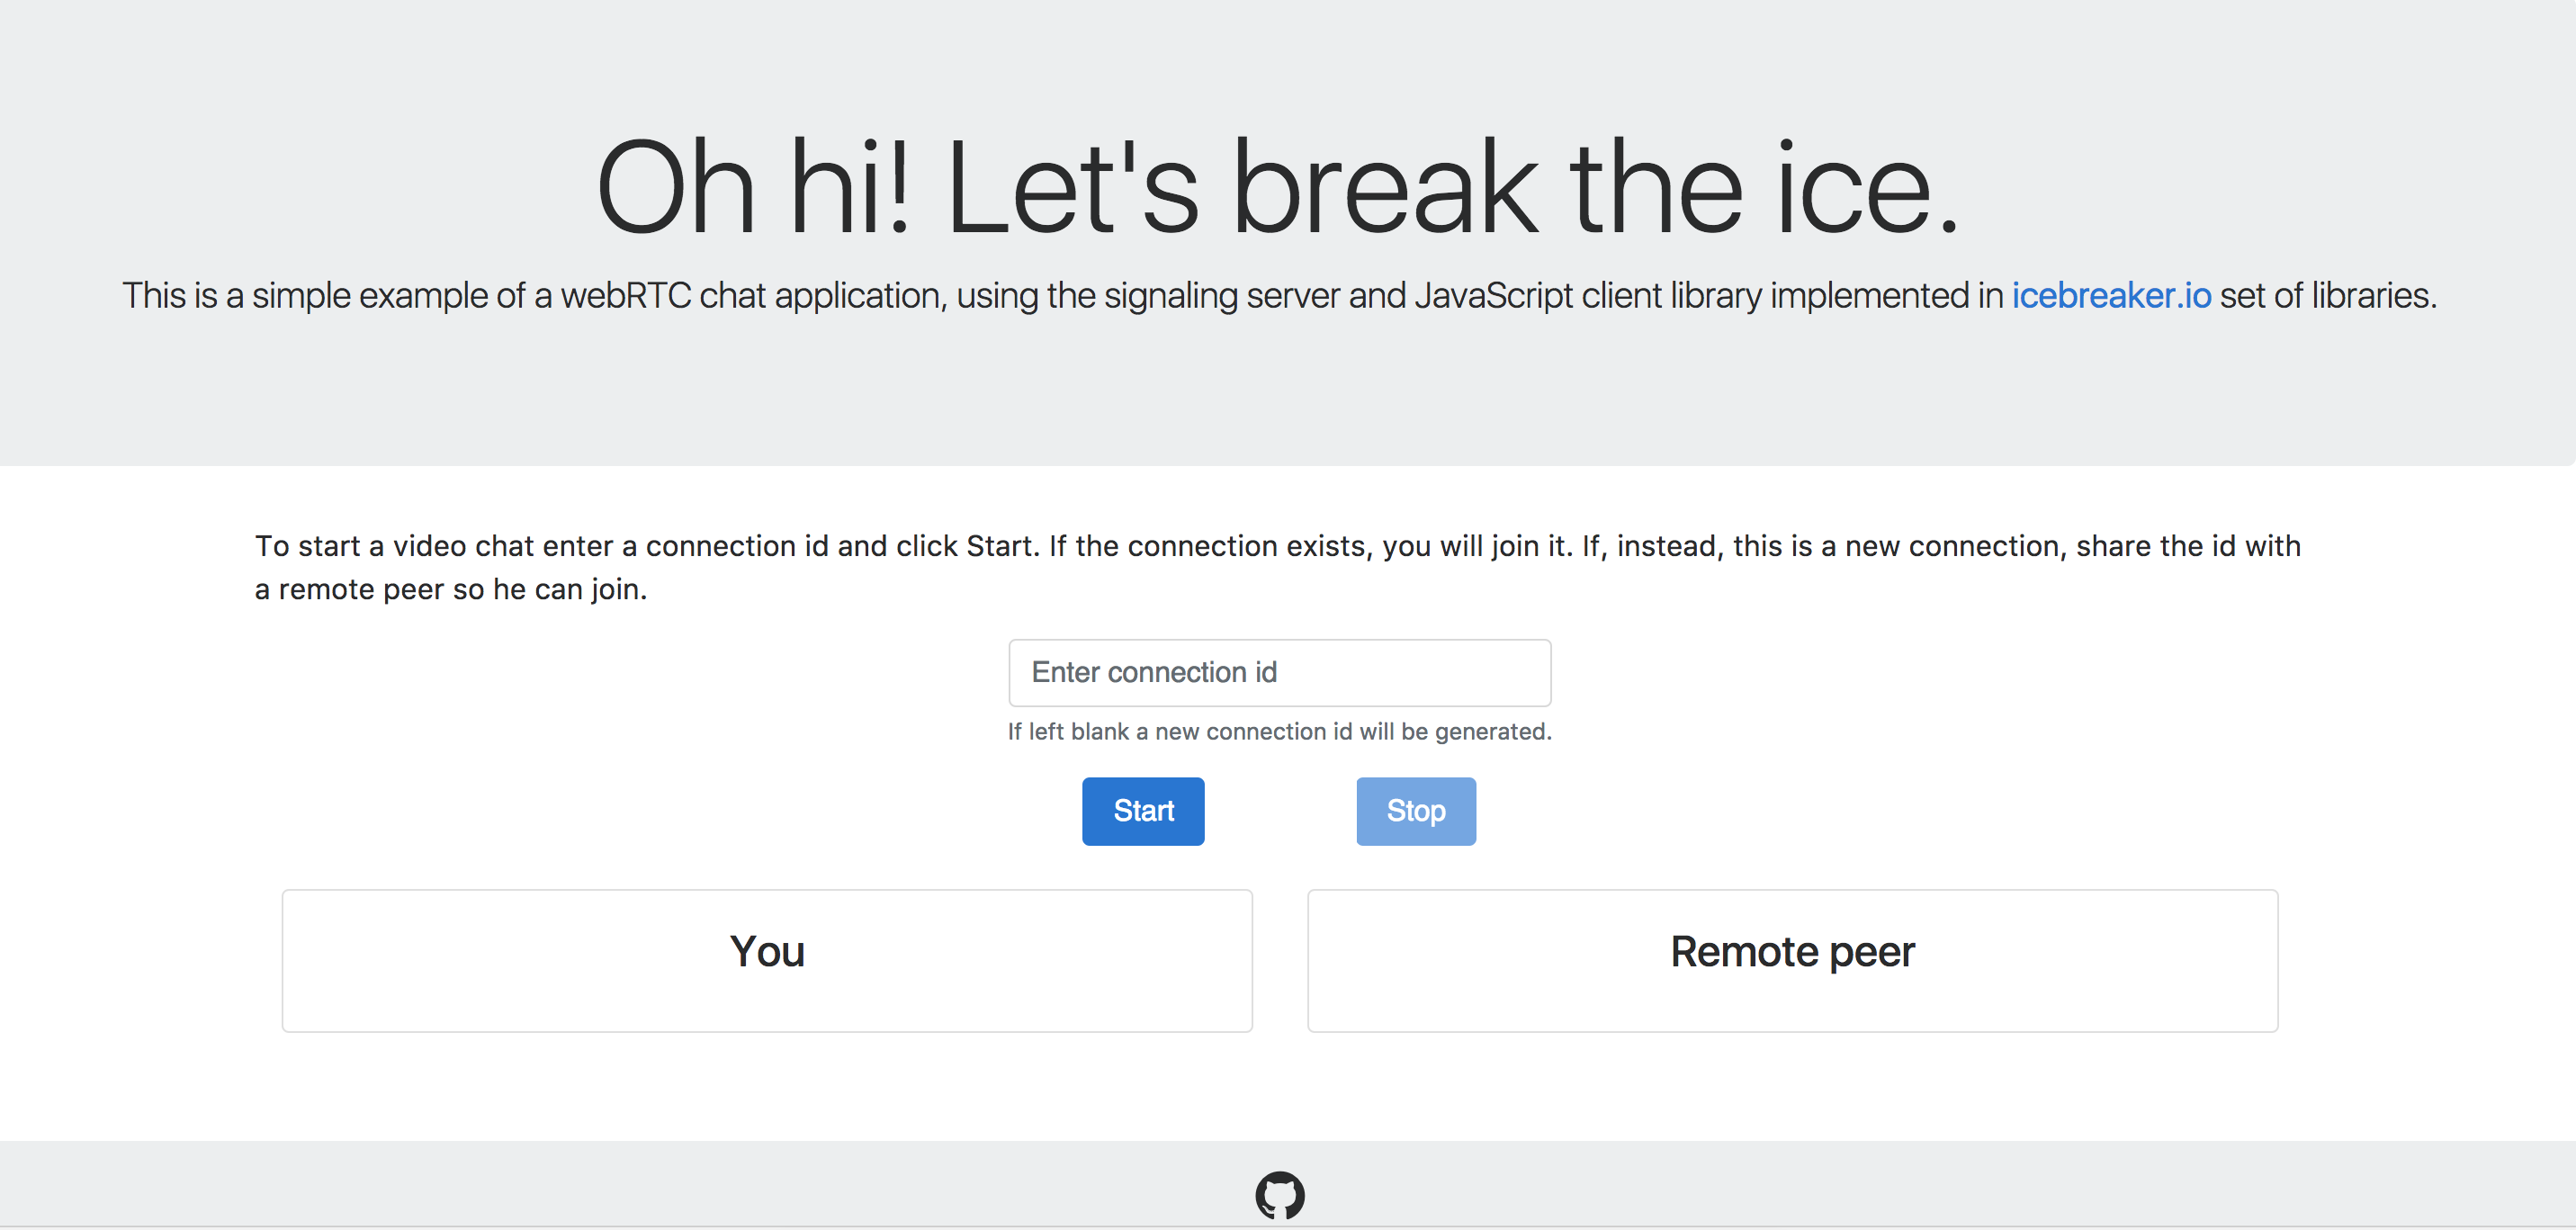 Oh hi! Let's break the ice.
This is a simple example of a webRTC chat application, using the signaling server and JavaScript client library implemented in icebreaker.io set of libraries.
To start a video chat enter a connection id and click Start. If the connection exists, you will join it. If, instead, this is a new connection, share the id with
a remote peer so he can join.
Enter connection id
If left blank a new connection id will be generated.
Start Stop
You Remote peer